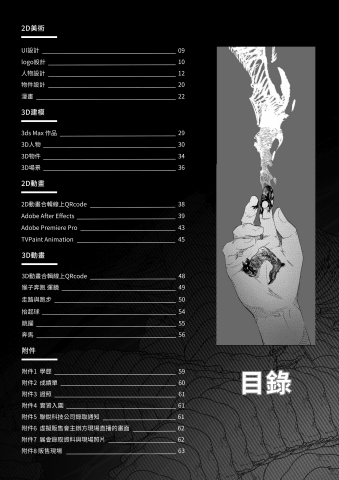 2D美術
UI設計 09
logo設計 10
人物設計 12
物件設計 20
漫畫 22
3D建模
3ds Max 作品 29
3D人物 30
3D物件 34
3D場景 36
2D動畫
2D動畫合輯線上QRcode 38
Adobe After Effects 39
Adobe Premiere Pro 43
TVPaint Animation 45
3D動畫
3D動畫合輯線上QRcode 48
猴子奔跑 運鏡 49
走路與跑步 50
抬超球 54
跳躍 55
奔馬 56
附件
附件1 學歷 59
附件2 成績單 60
附件3 證照 61
附件4 實習入圍 61
附件5 聯銳科技公司錄取通知 61
附件6 虛擬販售會主辦方現場直播的畫面 62
附件7 展會錄取資料與現場照片 62
附件8 販售現場 63
目錄